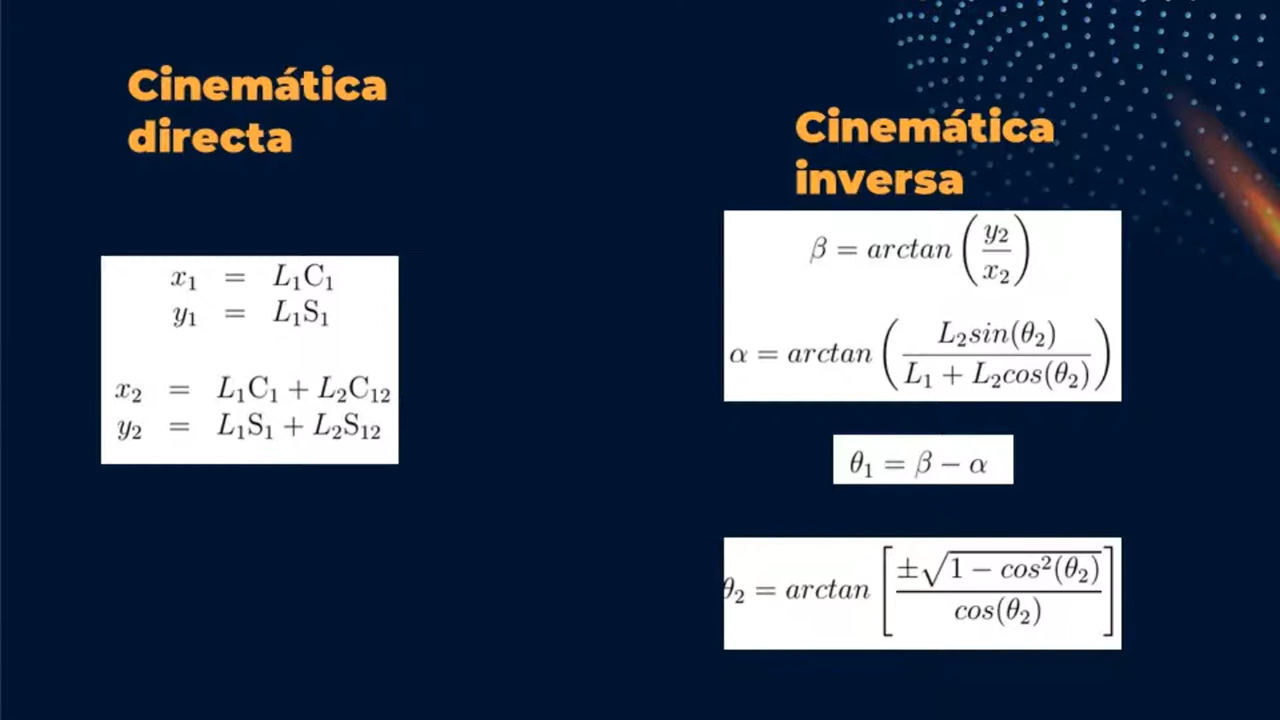 Cinemática
directa
x₁ = L₁C₁
y₁ = L₁S₁
x₂ = L₁C₁ + L₂C₁₂
y₂ = L₁S₁ + L₂S₁₂
Cinemática
inversa
β = arctan (y₂/x₂)
α = arctan (L₂sin(θ₂)/L₁ + L₂cos(θ₂))
θ₁ = β − α
θ₂ = arctan [±√1 − cos²(θ₂)/cos(θ₂)]